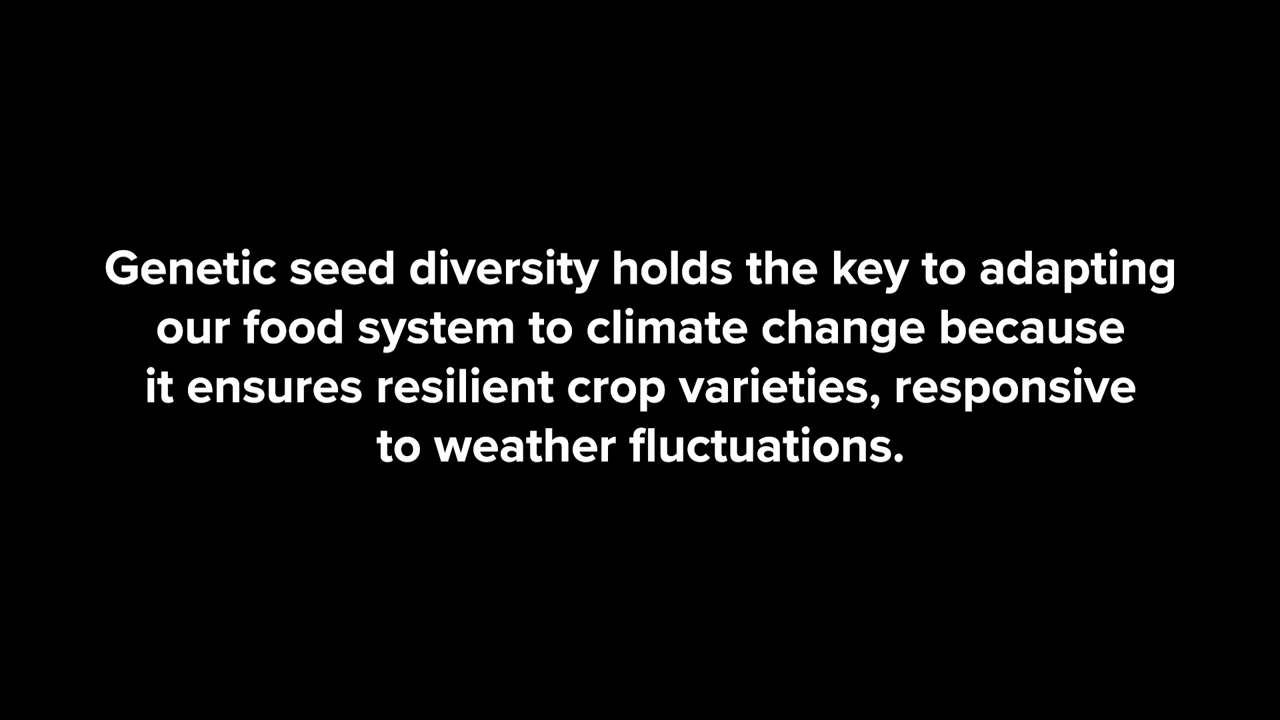 Genetic seed diversity holds the key to adapting
our food system to climate change because
it ensures resilient crop varieties, responsive
to weather fluctuations.